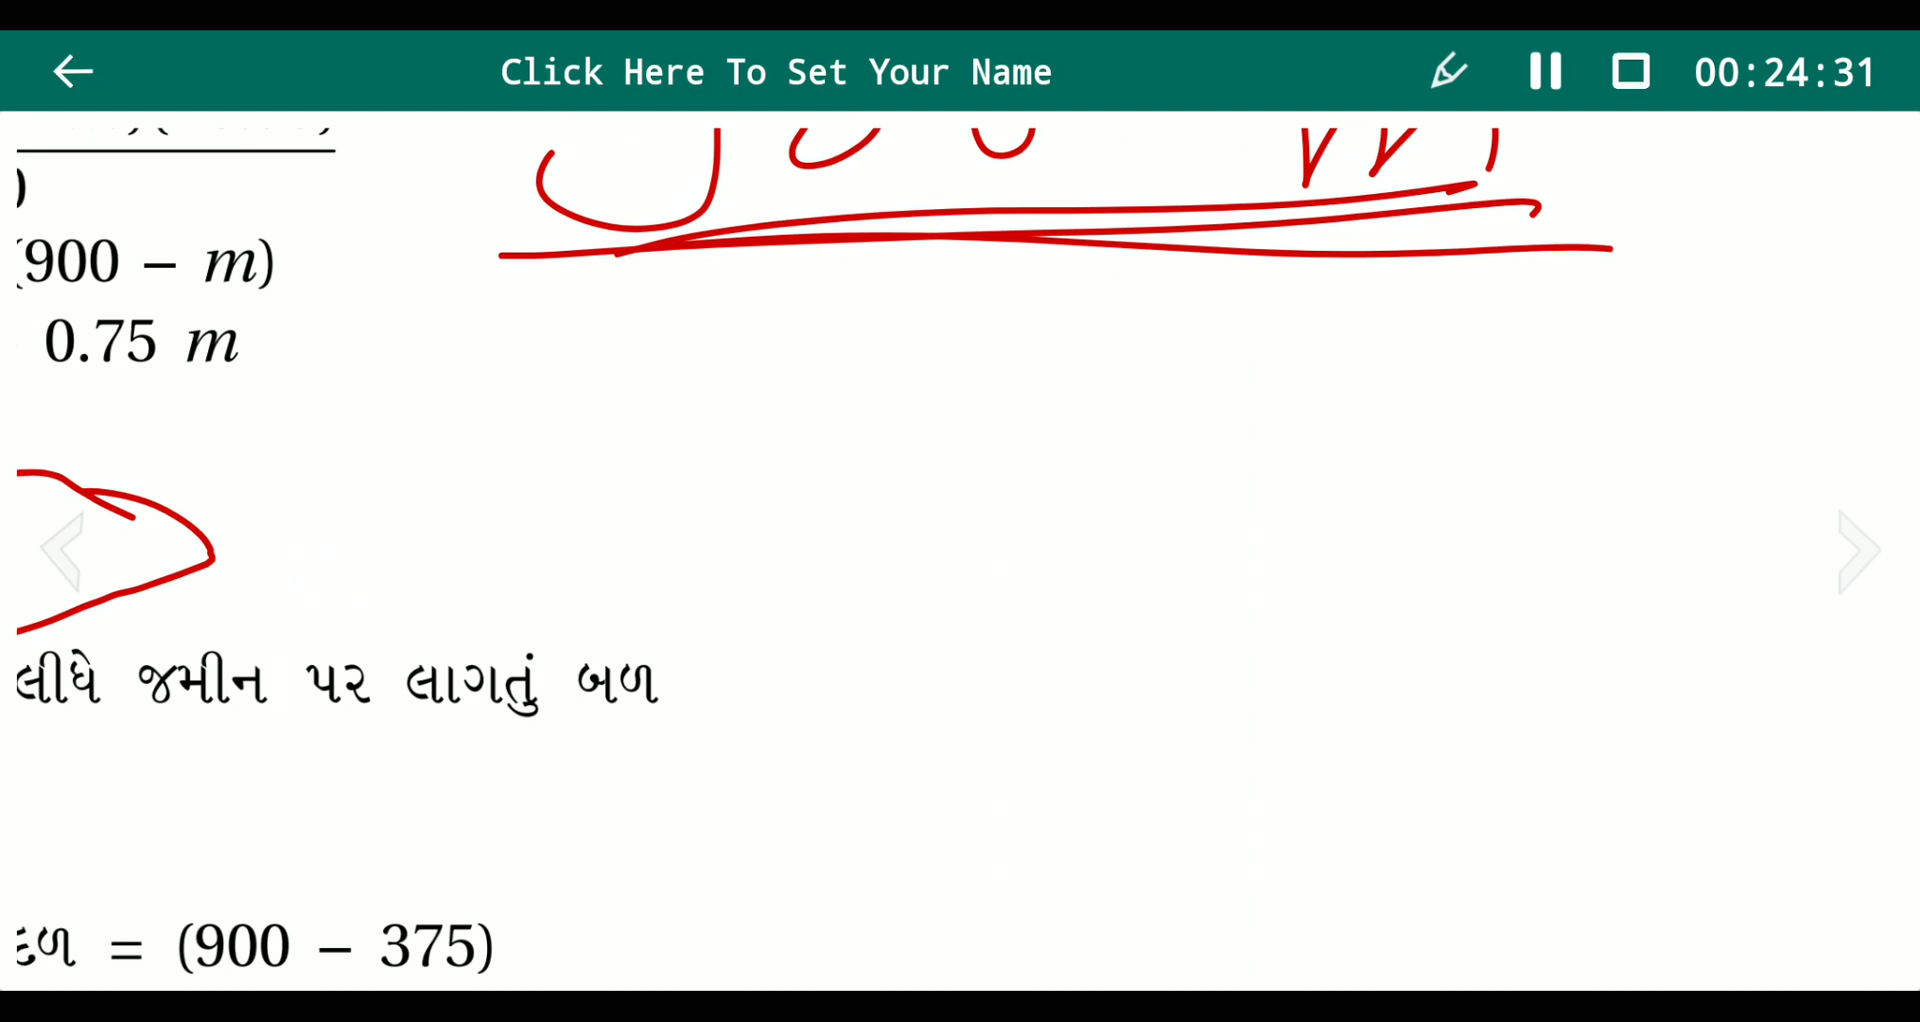 Click Here To Set Your Name 00:24:31
(900 – m)
0.75 m
લીધે જમીન પર લાગતું બળ
= (900 – 375)